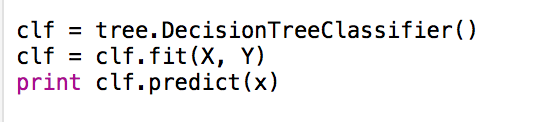 clf = tree.DecisionTreeClassifier()
clf = clf.fit(X, Y)
print clf.predict(x)